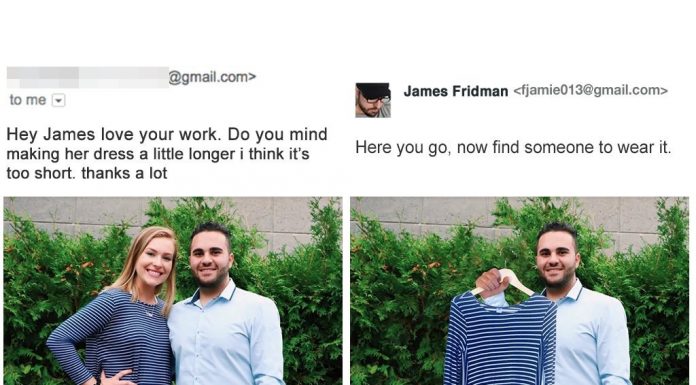 @gmail.com>
to me
Hey James love your work. Do you mind
making her dress a little longer i think it's
too short. thanks a lot
James Fridman <fjamie013@gmail.com>
Here you go, now find someone to wear it.